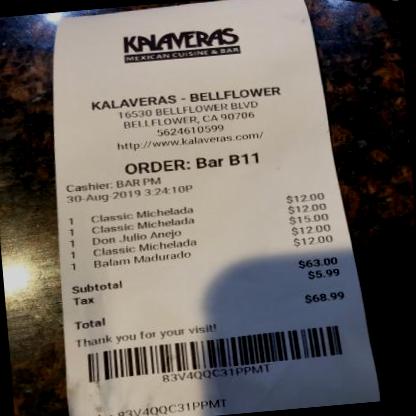 KALAVERAS
MEXICAN CUISINE & BAR
KALAVERAS - BELLFLOWER
16530 BELLFLOWER BLVD
BELLFLOWER, CA 90706
5624610599
http://www.kalaveras.com/
ORDER: Bar B11
Cashier: BAR PM
30-Aug-2019 3:24:10P
1 Classic Michelada $12.00
1 Classic Michelada $12.00
1 Don Julio Anejo $15.00
1 Classic Michelada $12.00
1 Balam Madurado $12.00
Subtotal $63.00
Tax $5.99
Total $68.99
Thank you for your visit!
83V4QQC31PPMT
83V4QQC31PPMT